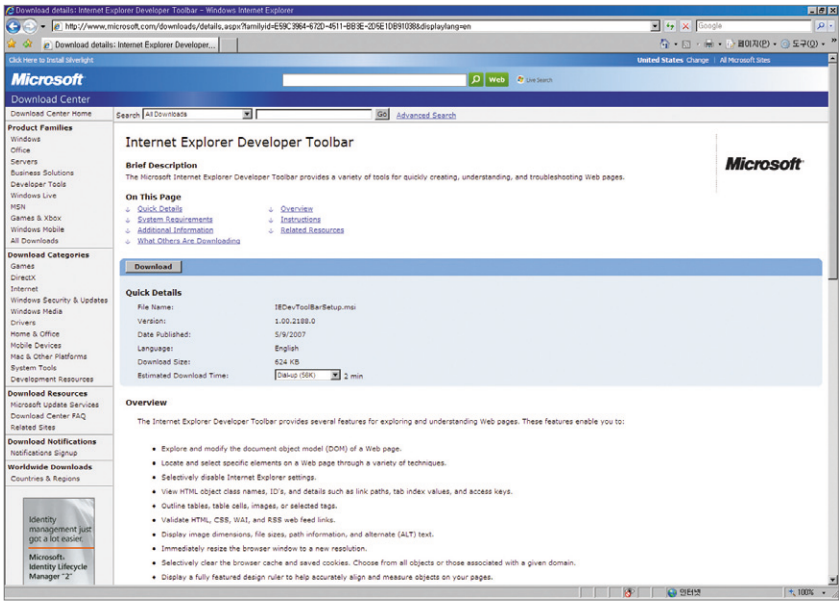 Download details: Internet Explorer Developer Toolbar - Windows Internet Explorer
http://www.microsoft.com/downloads/details.aspx?familyid=E59C3964-672D-4511-BB3E-2D5E1DB91038&displaylang=en
Google
Download details: Internet Explorer Developer...
페이지(P)
도구(O)
Click Here to Install Silverlight
United States Change | All Microsoft Sites
Microsoft
Web
Live Search
Download Center
Download Center Home
Search All Downloads
Go
Advanced Search
Product Families
Windows
Office
Servers
Business Solutions
Developer Tools
Windows Live
MSN
Games & Xbox
Windows Mobile
All Downloads
Download Categories
Games
DirectX
Internet
Windows Security & Updates
Windows Media
Drivers
Home & Office
Mobile Devices
Mac & Other Platforms
System Tools
Development Resources
Download Resources
Microsoft Update Services
Download Center FAQ
Related Sites
Download Notifications
Notifications Signup
Worldwide Downloads
Countries & Regions
Identity
management just
got a lot easier
Microsoft
Identity Lifecycle
Manager "2"
Internet Explorer Developer Toolbar
Brief Description
The Microsoft Internet Explorer Developer Toolbar provides a variety of tools for quickly creating, understanding, and troubleshooting Web pages.
Microsoft
On This Page
Quick Details
Overview
System Requirements
Instructions
Additional Information
Related Resources
What Others Are Downloading
Download
Quick Details
File Name: IEDevToolBarSetup.msi
Version: 1.00.2188.0
Date Published: 5/9/2007
Language: English
Download Size: 624 KB
Estimated Download Time: Dial-up (56K) 2 min
Overview
The Internet Explorer Developer Toolbar provides several features for exploring and understanding Web pages. These features enable you to:
• Explore and modify the document object model (DOM) of a Web page.
• Locate and select specific elements on a Web page through a variety of techniques.
• Selectively disable Internet Explorer settings.
• View HTML object class names, ID's, and details such as link paths, tab index values, and access keys.
• Outline tables, table cells, images, or selected tags.
• Validate HTML, CSS, WAI, and RSS web feed links.
• Display image dimensions, file sizes, path information, and alternate (ALT) text.
• Immediately resize the browser window to a new resolution.
• Selectively clear the browser cache and saved cookies. Choose from all objects or those associated with a given domain.
• Display a fully featured design ruler to help accurately align and measure objects on your pages.
인터넷
100%